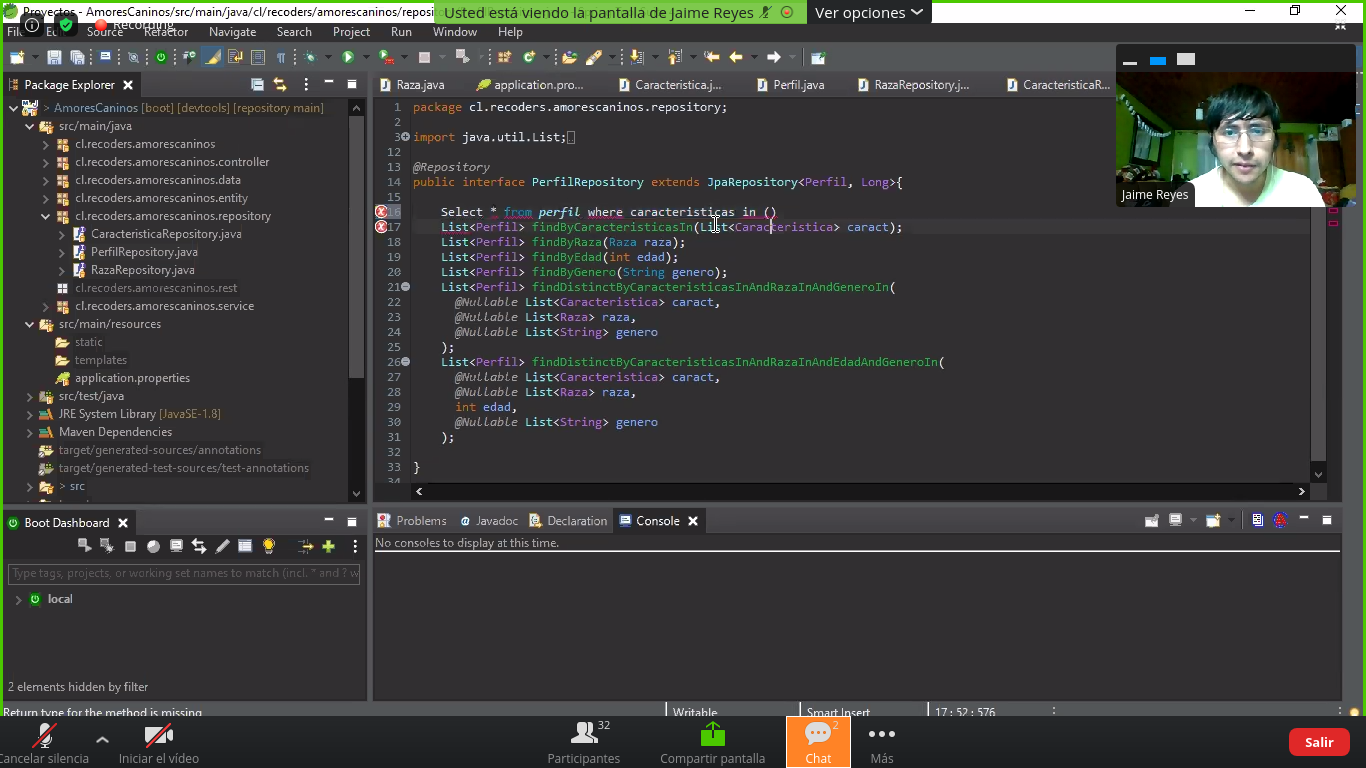 Proyectos - AmoresCaninos/src/main/java/cl/recoders/amorescaninos/reposi
Usted está viendo la pantalla de Jaime Reyes
Ver opciones
Recording
Source Refactor Navigate Search Project Run Window Help
Package Explorer
Raza.java
application.pro...
Caracteristica.j...
Perfil.java
RazaRepository.j...
CaracteristicaR...
> AmoresCaninos [boot] [devtools] [repository main]
src/main/java
cl.recoders.amorescaninos
cl.recoders.amorescaninos.controller
cl.recoders.amorescaninos.data
cl.recoders.amorescaninos.entity
cl.recoders.amorescaninos.repository
CaracteristicaRepository.java
PerfilRepository.java
RazaRepository.java
cl.recoders.amorescaninos.rest
cl.recoders.amorescaninos.service
src/main/resources
static
templates
application.properties
src/test/java
JRE System Library [JavaSE-1.8]
Maven Dependencies
target/generated-sources/annotations
target/generated-test-sources/test-annotations
> src
1 package cl.recoders.amorescaninos.repository;
2
3 import java.util.List;
12
13 @Repository
14 public interface PerfilRepository extends JpaRepository<Perfil, Long>{
15
16 Select * from perfil where caracteristicas in ()
17 List<Perfil> findByCaracteristicasIn(List<Caracteristica> caract);
18 List<Perfil> findByRaza(Raza raza);
19 List<Perfil> findByEdad(int edad);
20 List<Perfil> findByGenero(String genero);
21 List<Perfil> findDistinctByCaracteristicasInAndRazaInAndGeneroIn(
22 @Nullable List<Caracteristica> caract,
23 @Nullable List<Raza> raza,
24 @Nullable List<String> genero
25 );
26 List<Perfil> findDistinctByCaracteristicasInAndRazaInAndEdadAndGeneroIn(
27 @Nullable List<Caracteristica> caract,
28 @Nullable List<Raza> raza,
29 int edad,
30 @Nullable List<String> genero
31 );
32
33 }
34
Jaime Reyes
Boot Dashboard
Type tags, projects, or working set names to match (incl. * and ? w
local
2 elements hidden by filter
Problems
@ Javadoc
Declaration
Console
No consoles to display at this time.
Return type for the method is missing
Writable
Smart Insert
17 : 52 : 576
Cancelar silencia
Iniciar el vídeo
32
Participantes
Compartir pantalla
2
Chat
Más
Salir